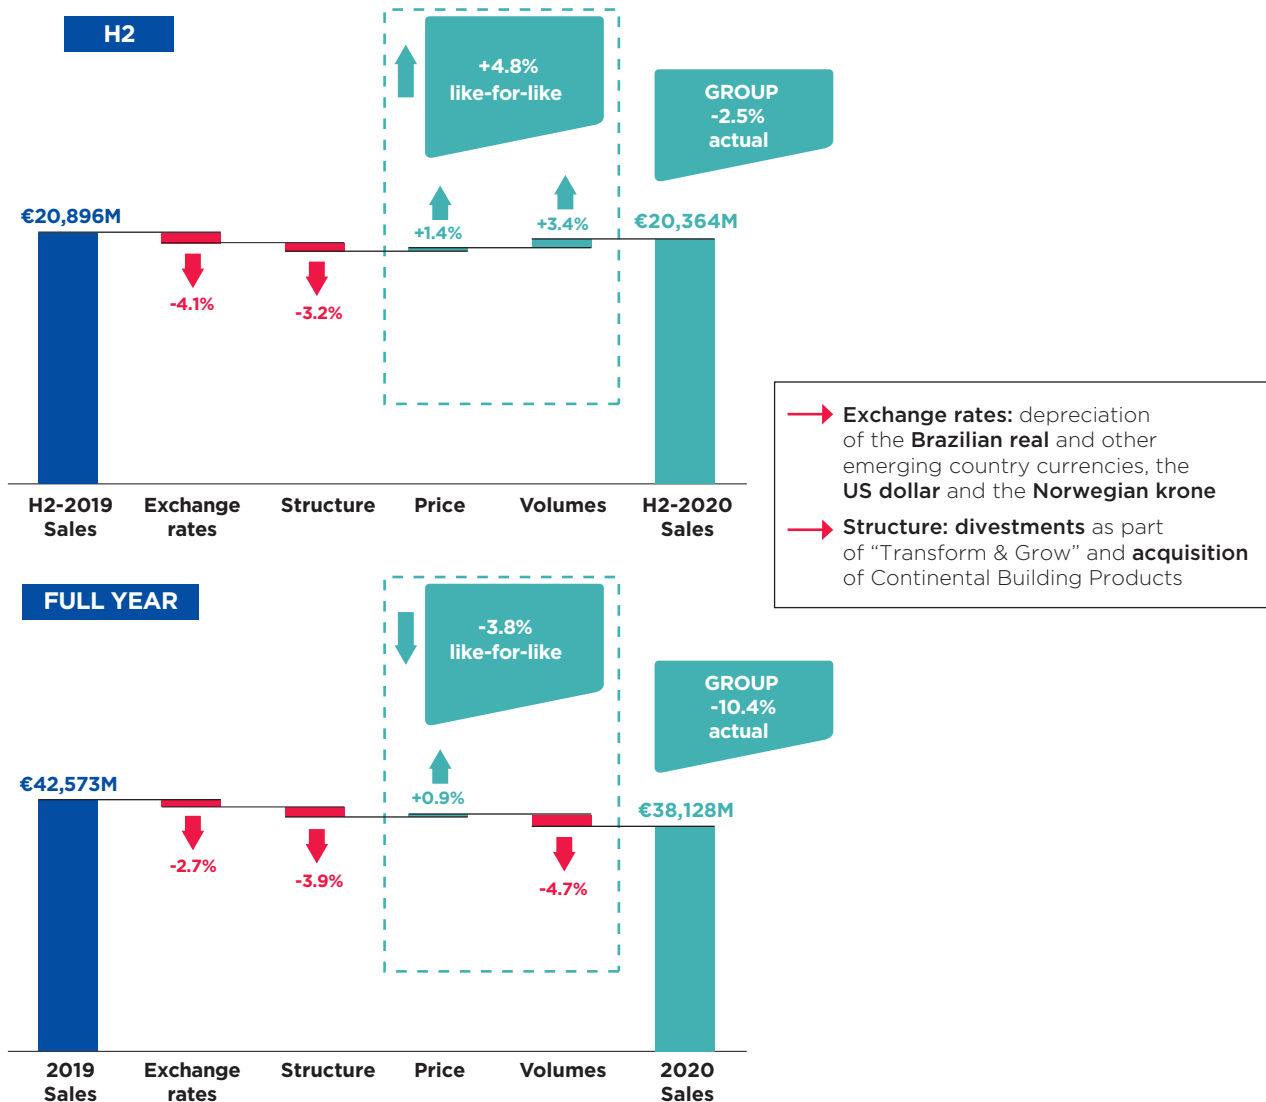 H2
+4.8%
like-for-like
GROUP
-2.5%
actual
€20,896M
+1.4%
+3.4%
€20,364M
-4.1%
-3.2%
H2-2019
Sales
Exchange
rates
Structure
Price
Volumes
H2-2020
Sales
Exchange rates: depreciation
of the Brazilian real and other
emerging country currencies, the
US dollar and the Norwegian krone
Structure: divestments as part
of “Transform & Grow” and acquisition
of Continental Building Products
FULL YEAR
-3.8%
like-for-like
GROUP
-10.4%
actual
€42,573M
+0.9%
€38,128M
-2.7%
-3.9%
-4.7%
2019
Sales
Exchange
rates
Structure
Price
Volumes
2020
Sales